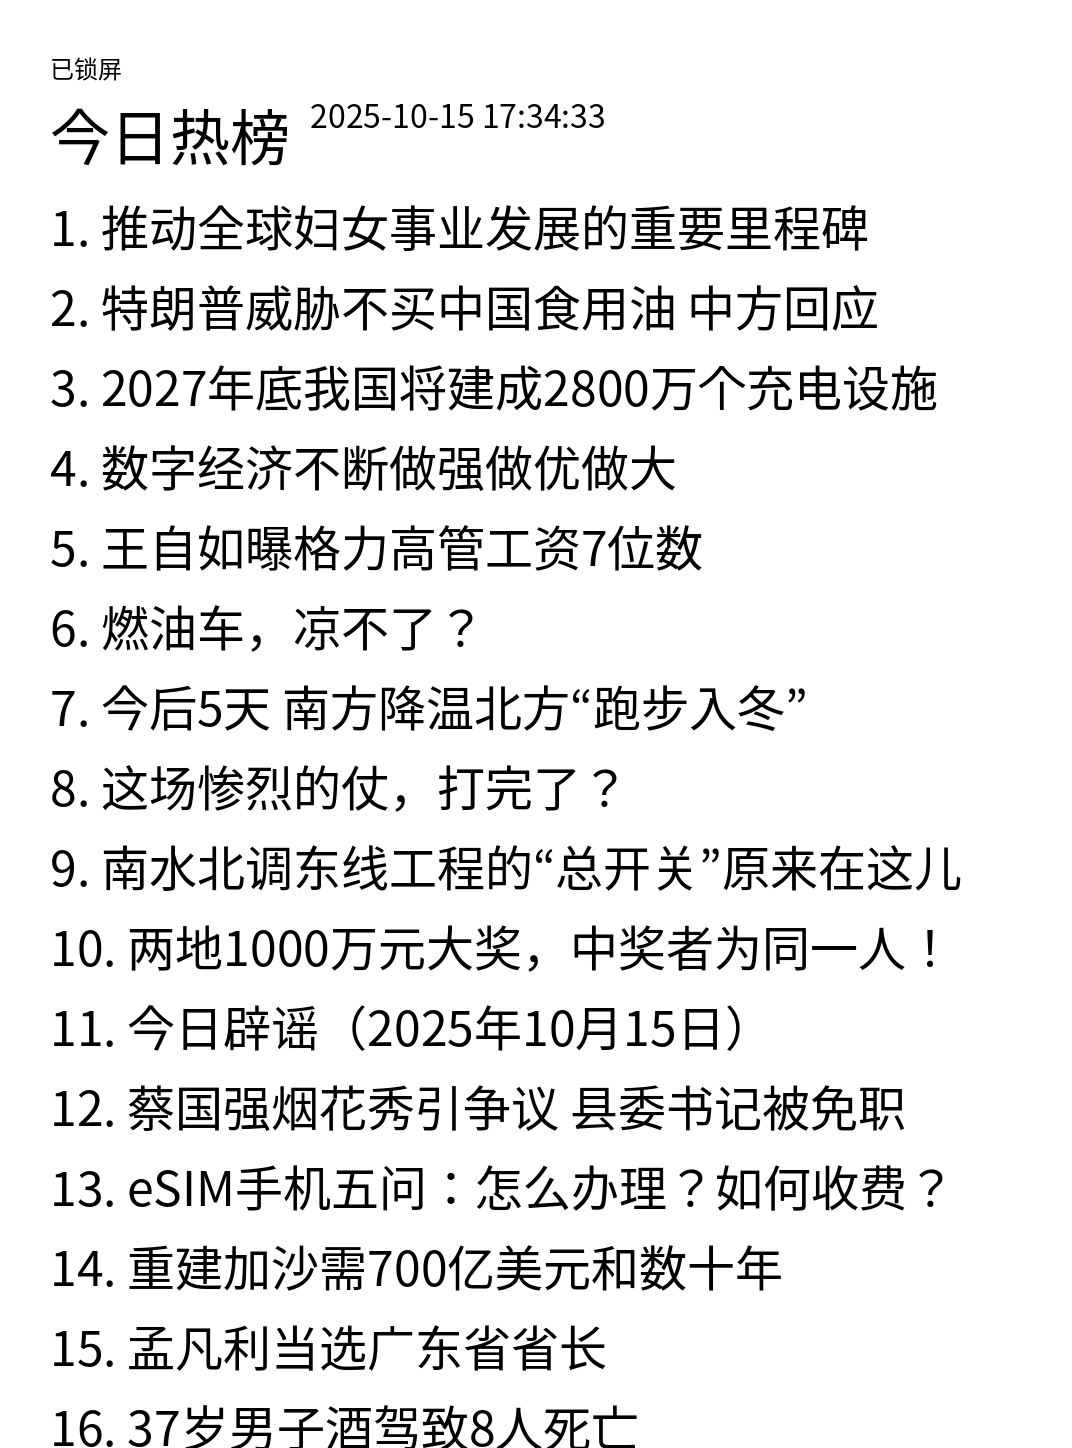 已锁屏
今日热榜 2025-10-15 17:34:33
1. 推动全球妇女事业发展的重要里程碑
2. 特朗普威胁不买中国食用油 中方回应
3. 2027年底我国将建成2800万个充电设施
4. 数字经济不断做强做优做大
5. 王自如曝格力高管工资7位数
6. 燃油车，凉不了？
7. 今后5天 南方降温北方“跑步入冬”
8. 这场惨烈的仗，打完了？
9. 南水北调东线工程的“总开关”原来在这儿
10. 两地1000万元大奖，中奖者为同一人！
11. 今日辟谣（2025年10月15日）
12. 蔡国强烟花秀引争议 县委书记被免职
13. eSIM手机五问：怎么办理？如何收费？
14. 重建加沙需700亿美元和数十年
15. 孟凡利当选广东省省长
16. 37岁男子酒驾致8人死亡